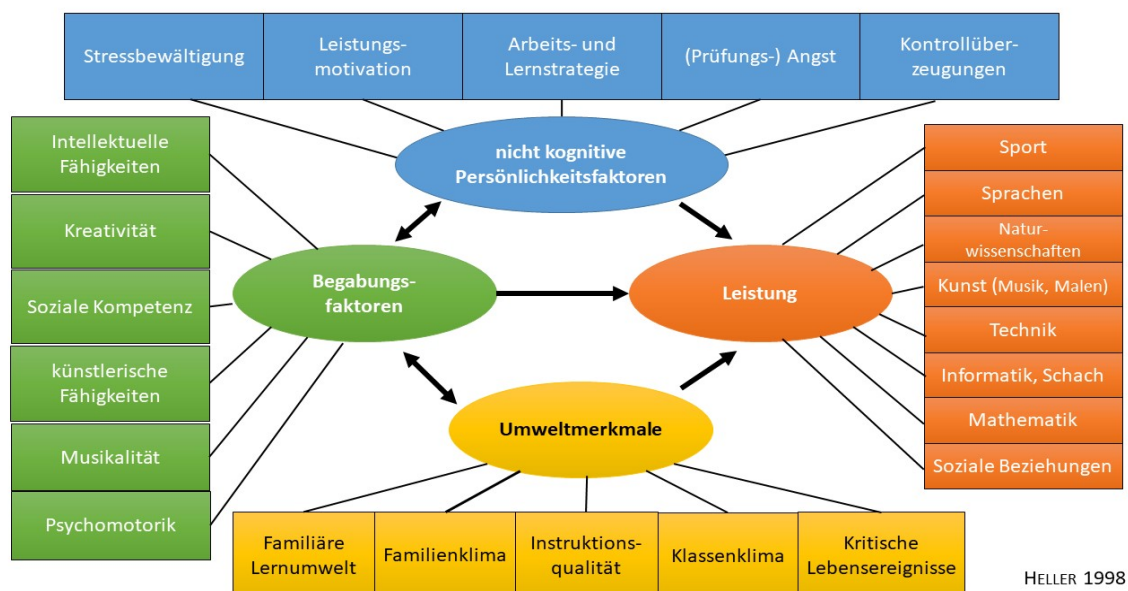 Stressbewältigung
Leistungs-
motivation
Arbeits- und
Lernstrategie
(Prüfungs-) Angst
Kontrollüber-
zeugungen
nicht kognitive
Persönlichkeitsfaktoren
Intellektuelle
Fähigkeiten
Kreativität
Soziale Kompetenz
künstlerische
Fähigkeiten
Musikalität
Psychomotorik
Begabungs-
faktoren
Leistung
Sport
Sprachen
Natur-
wissenschaften
Kunst (Musik, Malen)
Technik
Informatik, Schach
Mathematik
Soziale Beziehungen
Umweltmerkmale
Familiäre
Lernumwelt
Familienklima
Instruktions-
qualität
Klassenklima
Kritische
Lebensereignisse
HELLER 1998